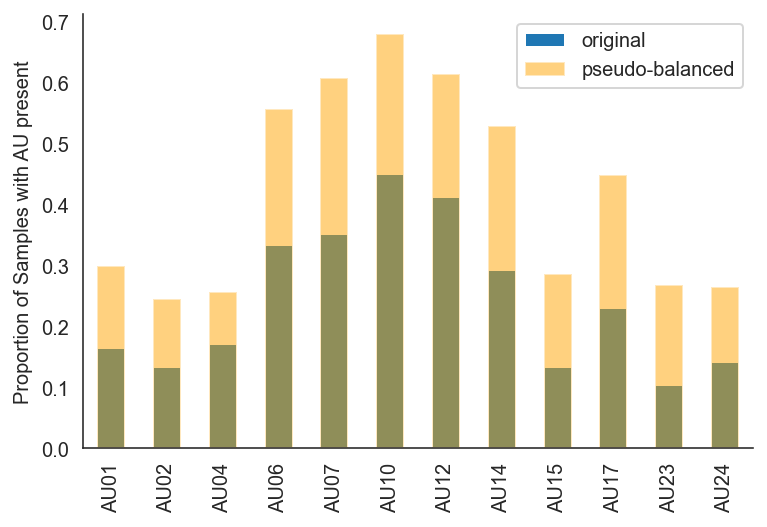 Proportion of Samples with AU present
0.7
0.6
0.5
0.4
0.3
0.2
0.1
0.0
original
pseudo-balanced
AU01
AU02
AU04
AU06
AU07
AU10
AU12
AU14
AU15
AU17
AU23
AU24